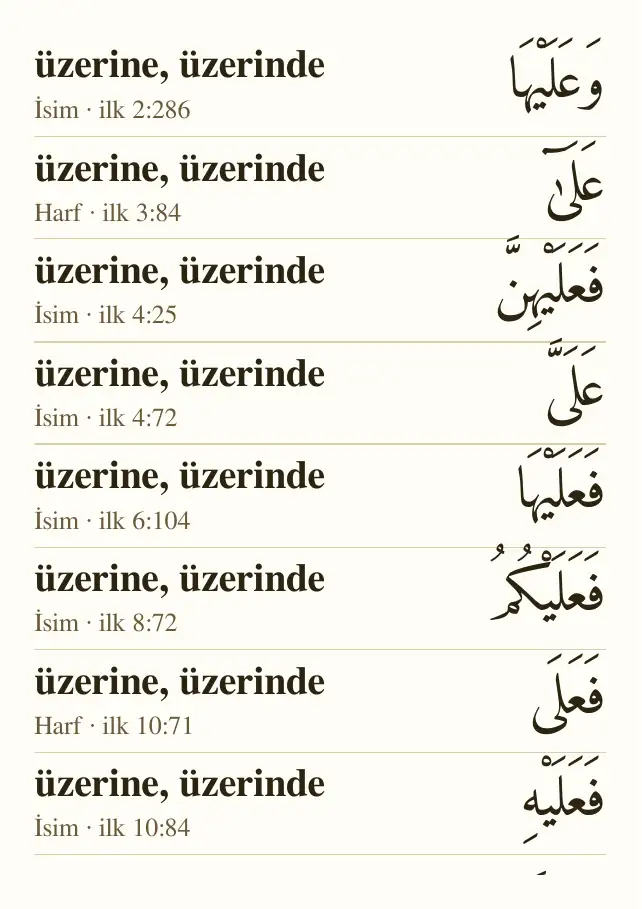 üzerine, üzerinde وَعَلَيْهَا
İsim · ilk 2:286
üzerine, üzerinde عَلَىٰٓ
Harf · ilk 3:84
üzerine, üzerinde فَعَلَيْهِنَّ
İsim · ilk 4:25
üzerine, üzerinde عَلَىَّ
İsim · ilk 4:72
üzerine, üzerinde فَعَلَيْهَا
İsim · ilk 6:104
üzerine, üzerinde فَعَلَيْكُمُ
İsim · ilk 8:72
üzerine, üzerinde فَعَلَى
Harf · ilk 10:71
üzerine, üzerinde فَعَلَيْهِ
İsim · ilk 10:84